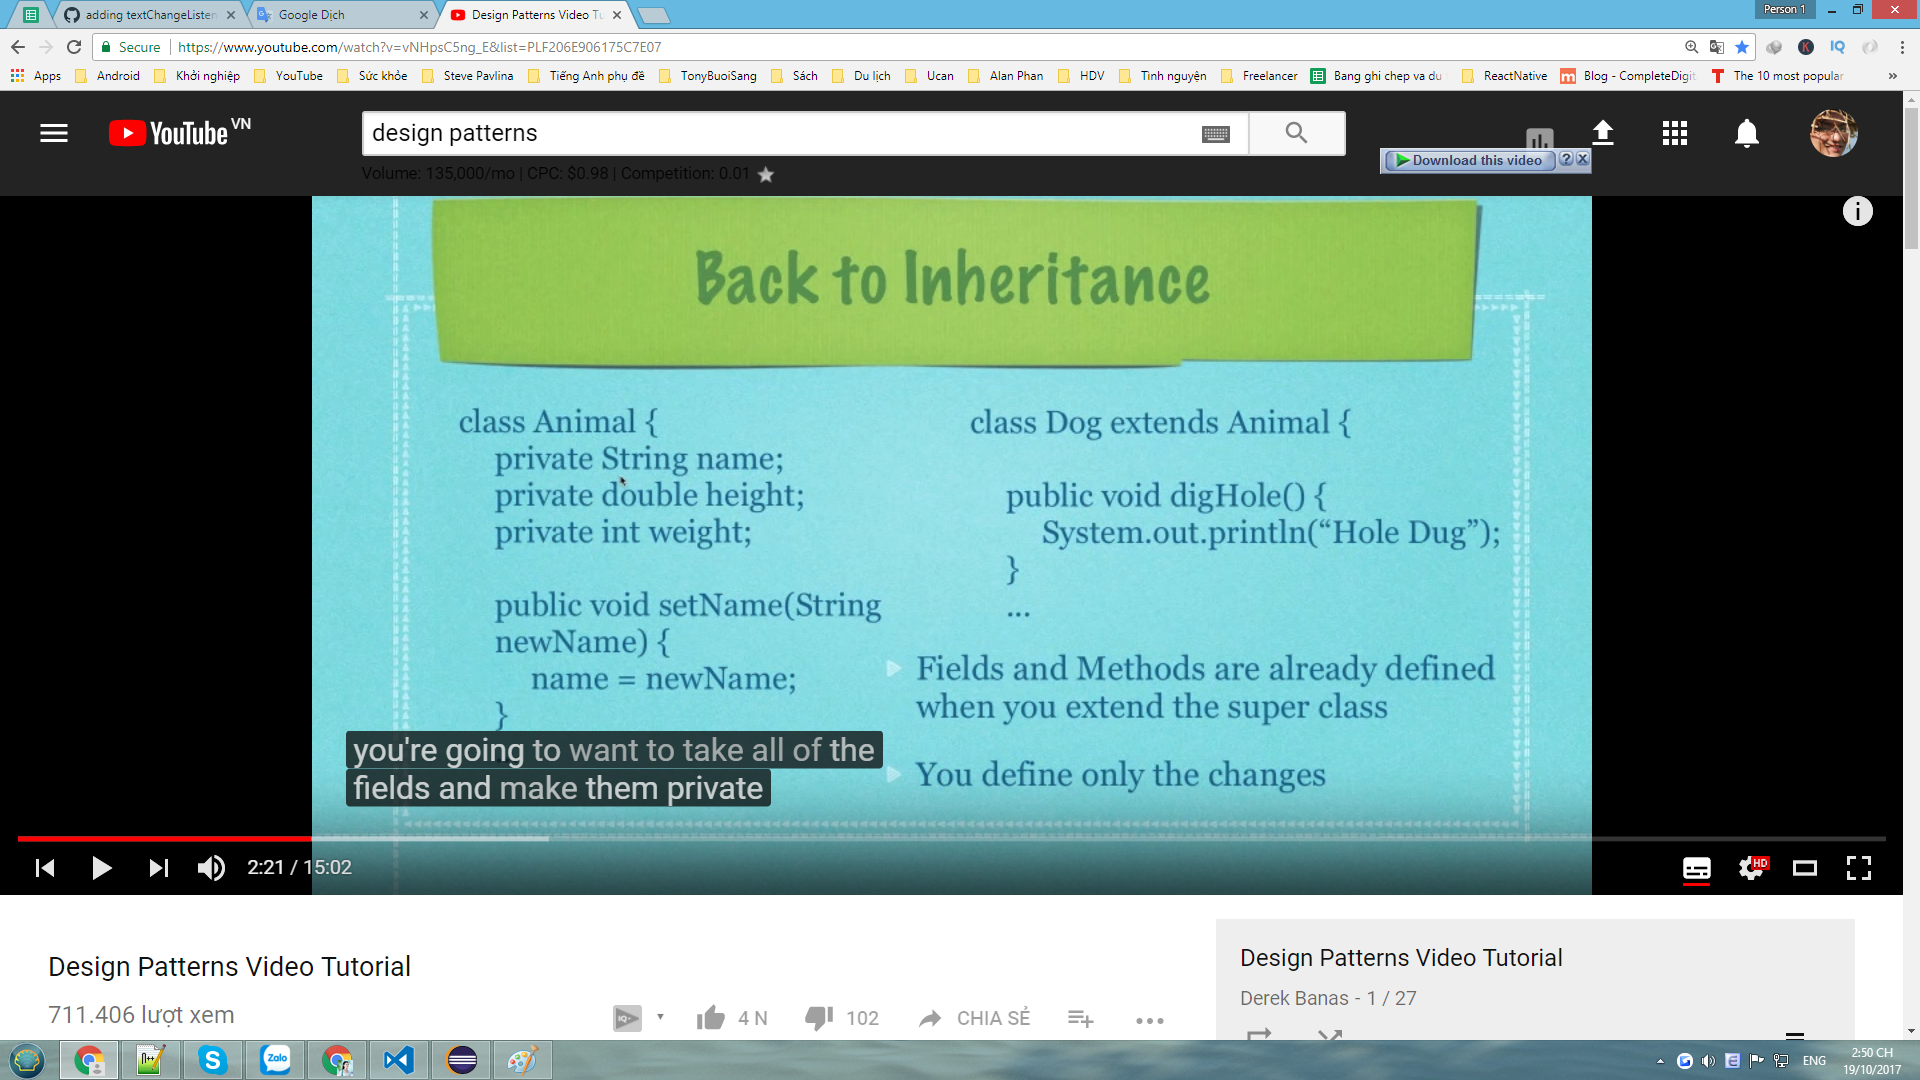 adding textChangeListen
Google Dịch
Design Patterns Video Tu
Person 1
Secure
https://www.youtube.com/watch?v=vNHpsC5ng_E&list=PLF206E906175C7E07
Apps Android Khởi nghiệp YouTube Sức khỏe Steve Pavlina Tiếng Anh phụ đề TonyBuoiSang Sách Du lịch Ucan Alan Phan HDV Tình nguyện Freelancer Bang ghi chep va du ReactNative Blog - CompleteDigit The 10 most popular »
YouTube VN
design patterns
Volume: 135,000/mo | CPC: $0.98 | Competition: 0.01
Download this video
Back to Inheritance
class Animal {
private String name;
private double height;
private int weight;
public void setName(String
newName) {
name = newName;
}
class Dog extends Animal {
public void digHole() {
System.out.println(“Hole Dug”);
}
...
Fields and Methods are already defined
when you extend the super class
You define only the changes
you're going to want to take all of the
fields and make them private
2:21 / 15:02
HD
Design Patterns Video Tutorial
711.406 lượt xem
4 N
102
CHIA SẺ
Design Patterns Video Tutorial
Derek Banas - 1 / 27
Zalo
ENG
2:50 CH
19/10/2017